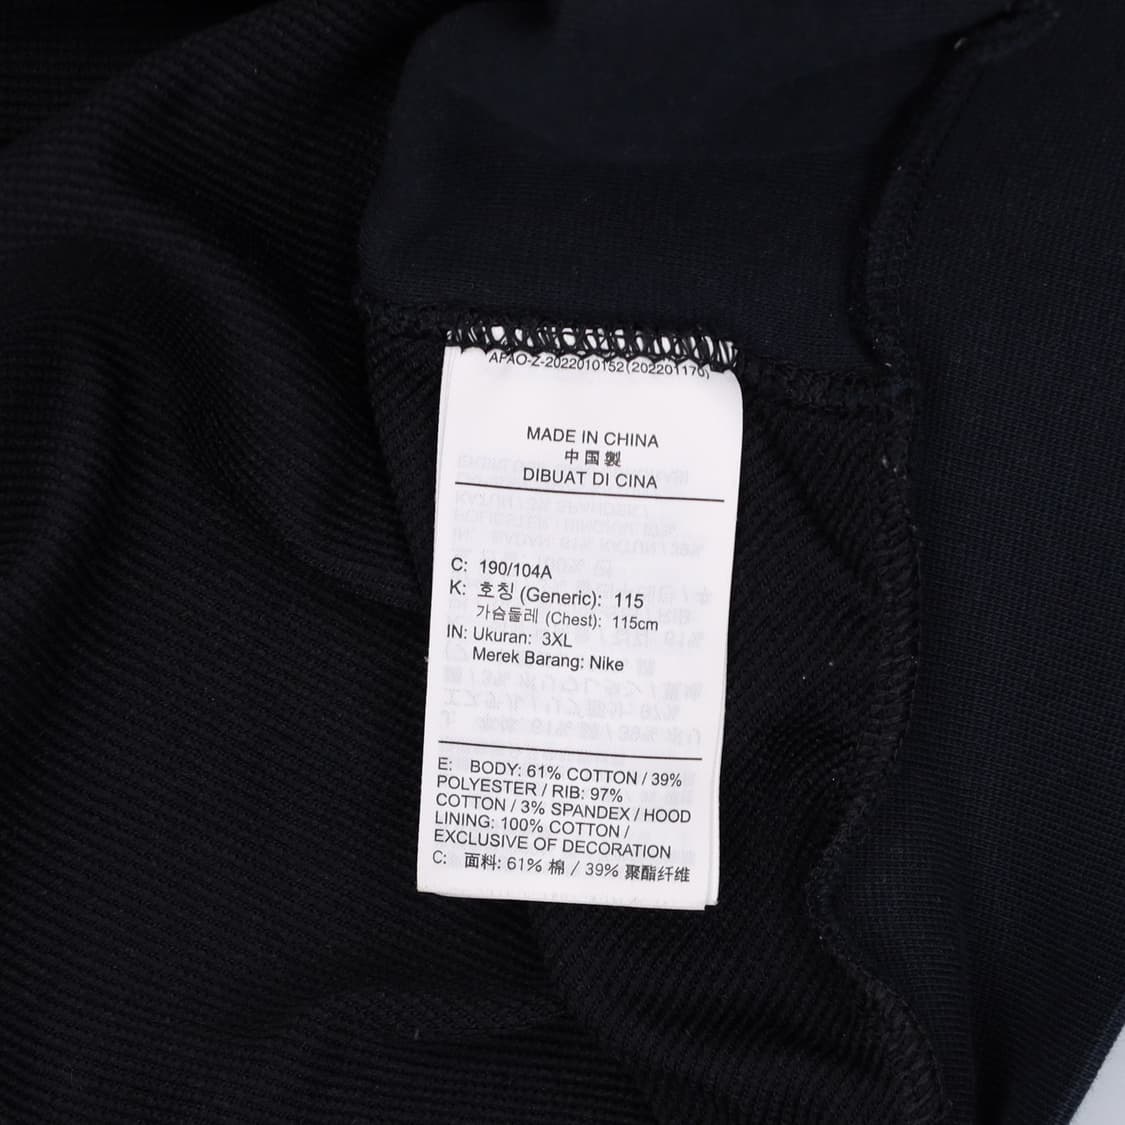 AFAO-Z-2022010152(202201170)
MADE IN CHINA
中国製
DIBUAT DI CINA
C: 190/104A
K: 호칭 (Generic): 115
가슴둘레 (Chest): 115cm
IN: Ukuran: 3XL
Merek Barang: Nike
E: BODY: 61% COTTON / 39%
POLYESTER / RIB: 97%
COTTON / 3% SPANDEX / HOOD
LINING: 100% COTTON /
EXCLUSIVE OF DECORATION
C: 面料: 61% 棉 / 39% 聚酯纤维